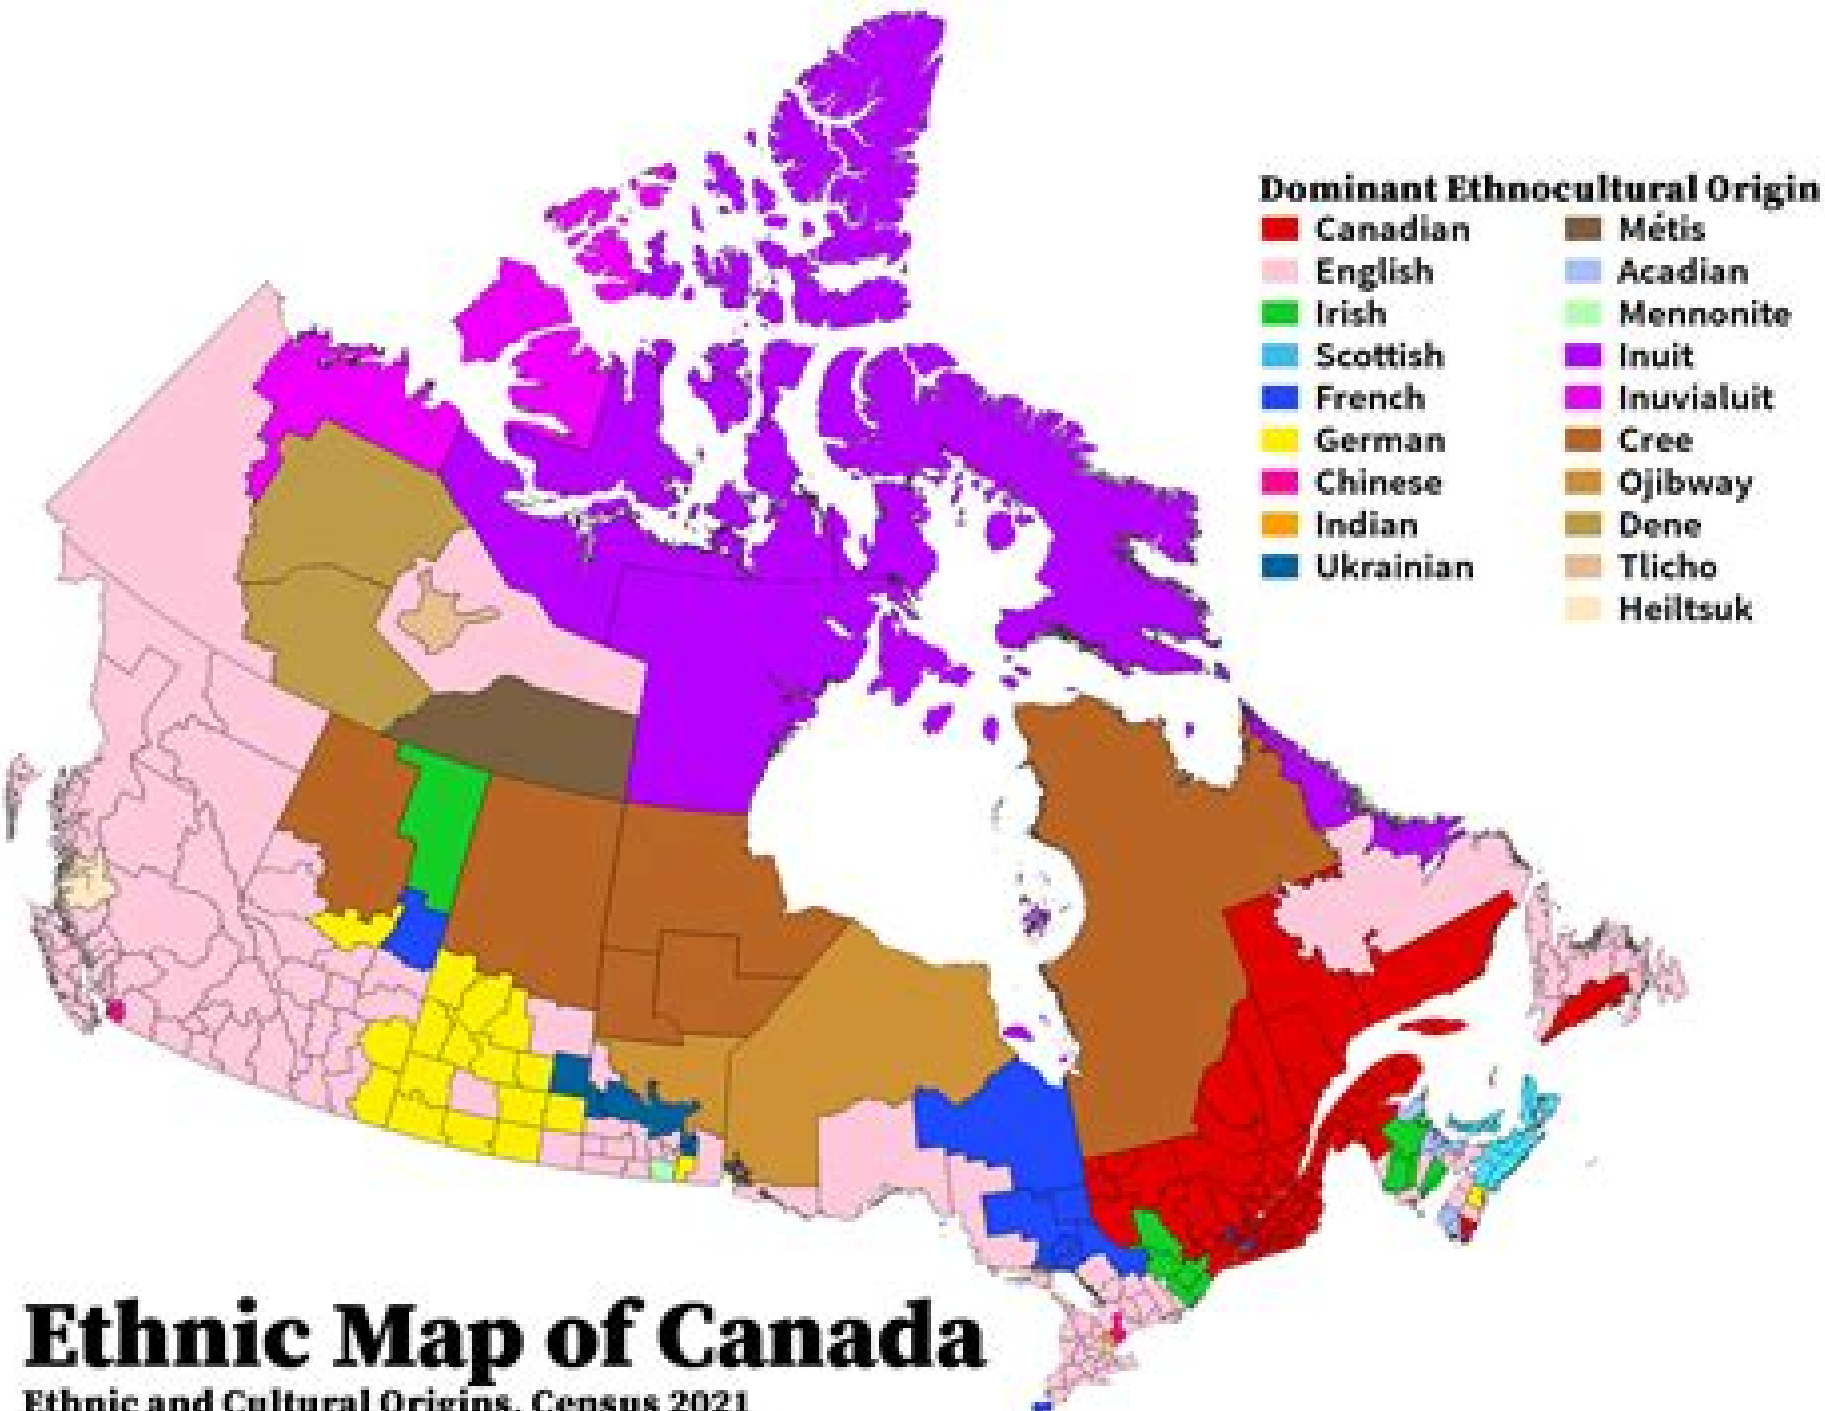 Dominant Ethnocultural Origin
Canadian
English
Irish
Scottish
French
German
Chinese
Indian
Ukrainian
Métis
Acadian
Mennonite
Inuit
Inuvialuit
Cree
Ojibway
Dene
Tlicho
Heiltsuk
Ethnic Map of Canada
Ethnic and Cultural Origins, Census 2021